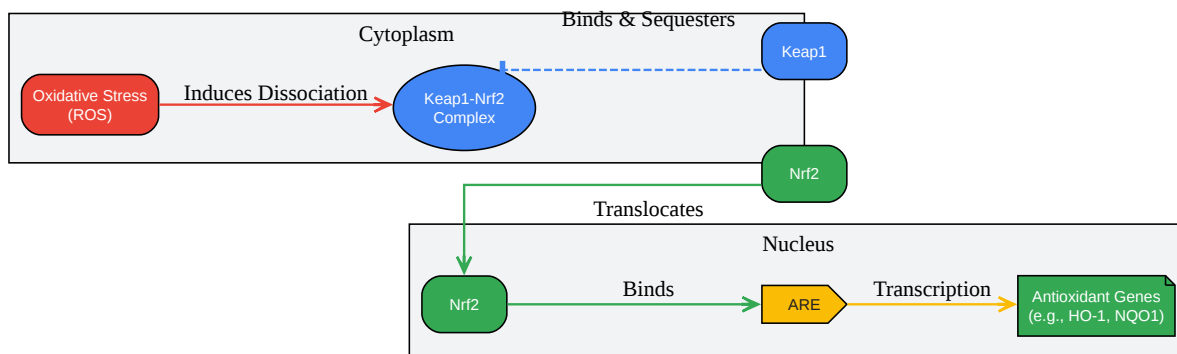 Binds & Sequesters
Cytoplasm
Keap1
Oxidative Stress
(ROS)
Induces Dissociation
Keap1-Nrf2
Complex
Nrf2
Translocates
Nucleus
Nrf2
Binds
ARE
Transcription
Antioxidant Genes
(e.g., HO-1, NQO1)